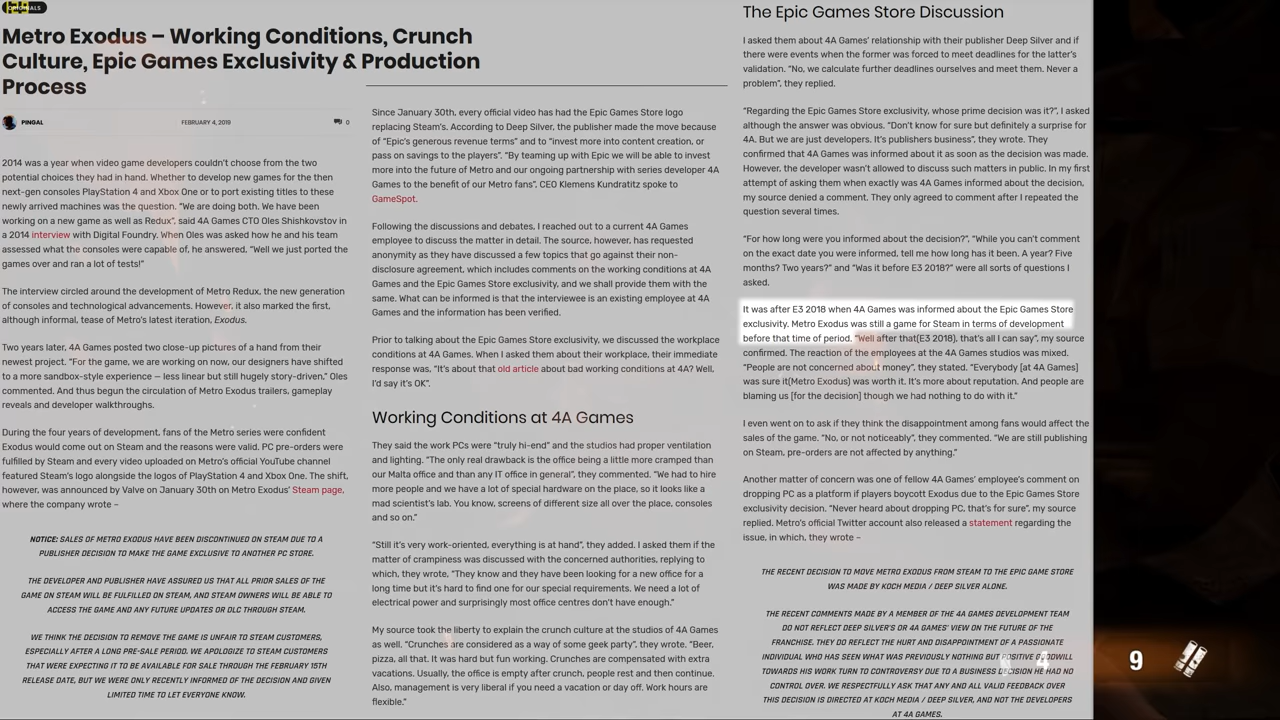 ORIGINALS
Metro Exodus – Working Conditions, Crunch
Culture, Epic Games Exclusivity & Production
Process
PINGAL
FEBRUARY 4, 2019
0
2014 was a year when video game developers couldn't choose from the two
potential choices they had in hand. Whether to develop new games for the then
next-gen consoles PlayStation 4 and Xbox One or to port existing titles to these
newly arrived machines was the question. “We are doing both. We have been
working on a new game as well as Redux”, said 4A Games CTO Oles Shishkovstov in
a 2014 interview with Digital Foundry. When Oles was asked how he and his team
assessed what the consoles were capable of, he answered, “Well we just ported the
games over and ran a lot of tests!”
The interview circled around the development of Metro Redux, the new generation
of consoles and technological advancements. However, it also marked the first,
although informal, tease of Metro's latest iteration, Exodus.
Two years later, 4A Games posted two close-up pictures of a hand from their
newest project. “For the game, we are working on now, our designers have shifted
to a more sandbox-style experience – less linear but still hugely story-driven,” Oles
commented. And thus begun the circulation of Metro Exodus trailers, gameplay
reveals and developer walkthroughs.
During the four years of development, fans of the Metro series were confident
Exodus would come out on Steam and the reasons were valid. PC pre-orders were
fulfilled by Steam and every video uploaded on Metro's official YouTube channel
featured Steam's logo alongside the logos of PlayStation 4 and Xbox One. The shift,
however, was announced by Valve on January 30th on Metro Exodus' Steam page,
where the company wrote –
NOTICE: SALES OF METRO EXODUS HAVE BEEN DISCONTINUED ON STEAM DUE TO A
PUBLISHER DECISION TO MAKE THE GAME EXCLUSIVE TO ANOTHER PC STORE.
THE DEVELOPER AND PUBLISHER HAVE ASSURED US THAT ALL PRIOR SALES OF THE
GAME ON STEAM WILL BE FULFILLED ON STEAM, AND STEAM OWNERS WILL BE ABLE TO
ACCESS THE GAME AND ANY FUTURE UPDATES OR DLC THROUGH STEAM.
WE THINK THE DECISION TO REMOVE THE GAME IS UNFAIR TO STEAM CUSTOMERS,
ESPECIALLY AFTER A LONG PRE-SALE PERIOD. WE APOLOGIZE TO STEAM CUSTOMERS
THAT WERE EXPECTING IT TO BE AVAILABLE FOR SALE THROUGH THE FEBRUARY 15TH
RELEASE DATE, BUT WE WERE ONLY RECENTLY INFORMED OF THE DECISION AND GIVEN
LIMITED TIME TO LET EVERYONE KNOW.
Since January 30th, every official video has had the Epic Games Store logo
replacing Steam's. According to Deep Silver, the publisher made the move because
of “Epic's generous revenue terms” and to “invest more into content creation, or
pass on savings to the players”. “By teaming up with Epic we will be able to invest
more into the future of Metro and our ongoing partnership with series developer 4A
Games to the benefit of our Metro fans”, CEO Klemens Kundratitz spoke to
GameSpot.
Following the discussions and debates, I reached out to a current 4A Games
employee to discuss the matter in detail. The source, however, has requested
anonymity as they have discussed a few topics that go against their non-
disclosure agreement, which includes comments on the working conditions at 4A
Games and the Epic Games Store exclusivity, and we shall provide them with the same.
What can be informed is that the interviewee is an existing employee at 4A
Games and the information has been verified.
Prior to talking about the Epic Games Store exclusivity, we discussed the workplace
conditions at 4A Games. When I asked them about their workplace, their immediate
response was, “It's about that old article about bad working conditions at 4A? Well,
I'd say it's OK”.
Working Conditions at 4A Games
They said the work PCs were “truly hi-end” and the studios had proper ventilation
and lighting. “The only real drawback is the office being a little more cramped than
our Malta office and than any IT office in general”, they commented. “We had to hire
more people and we have a lot of special hardware on the place, so it looks like a
mad scientist's lab. You know, screens of different size all over the place, consoles
and so on.”
“Still it's very work-oriented, everything is at hand”, they added. I asked them if the
matter of crampiness was discussed with the concerned authorities, replying to
which, they wrote, “They know and they have been looking for a new office for a
long time but it's hard to find one for our special requirements. We need a lot of
electrical power and surprisingly most office centres don't have enough.”
My source took the liberty to explain the crunch culture at the studios of 4A Games
as well. “Crunches are considered as a way of some geek party”, they wrote. “Beer,
pizza, all that. It was hard but fun working. Crunches are compensated with extra
vacations. Usually, the office is empty after crunch, people rest and then continue.
Also, management is very liberal if you need a vacation or day off. Work hours are
flexible.”
The Epic Games Store Discussion
I asked them about 4A Games' relationship with their publisher Deep Silver and if
there were events when the former was forced to meet deadlines for the latter's
validation. “No, we calculate further deadlines ourselves and meet them. Never a
problem”, they replied.
“Regarding the Epic Games Store exclusivity, whose prime decision was it?”, I asked
although the answer was obvious. “Don't know for sure but definitely a surprise for
4A. But we are just developers. It's publishers business”, they wrote. They
confirmed that 4A Games was informed about it as soon as the decision was made.
However, the developer wasn't allowed to discuss such matters in public. In my first
attempt of asking them when exactly was 4A Games informed about the decision,
my source denied a comment. They only agreed to comment after I repeated the
question several times.
“For how long were you informed about the decision?”, “While you can't comment
on the exact date you were informed, tell me how long has it been. A year? Five
months? Two years?” and “Was it before E3 2018?” were all sorts of questions I
asked.
It was after E3 2018 when 4A Games was informed about the Epic Games Store
exclusivity. Metro Exodus was still a game for Steam in terms of development
before that time of period. “Well after that(E3 2018), that's all I can say”, my source
confirmed. The reaction of the employees at the 4A Games studios was mixed.
“People are not concerned about money”, they stated. “Everybody [at 4A Games]
was sure it(Metro Exodus) was worth it. It's more about reputation. And people are
blaming us [for the decision] though we had nothing to do with it.”
I even went on to ask if they think the disappointment among fans would affect the
sales of the game. “No, or not noticeably”, they commented. “We are still publishing
on Steam, pre-orders are not affected by anything.”
Another matter of concern was one of fellow 4A Games' employee's comment on
dropping PC as a platform if players boycott Exodus due to the Epic Games Store
exclusivity decision. “Never heard about dropping PC, that's for sure”, my source
replied. Metro's official Twitter account also released a statement regarding the
issue, in which, they wrote –
THE RECENT DECISION TO MOVE METRO EXODUS FROM STEAM TO THE EPIC GAMES STORE
WAS MADE BY KOCH MEDIA / DEEP SILVER ALONE.
THE RECENT COMMENTS MADE BY A MEMBER OF THE 4A GAMES DEVELOPMENT TEAM
DO NOT REFLECT DEEP SILVER'S OR 4A GAMES' VIEW ON THE FUTURE OF THE
FRANCHISE. THEY DO REFLECT THE HURT AND DISAPPOINTMENT OF A PASSIONATE
INDIVIDUAL WHO HAS SEEN WHAT WAS PREVIOUSLY NOTHING BUT POSITIVE GOODWILL
TOWARDS HIS WORK TURN TO CONTROVERSY DUE TO A BUSINESS DECISION HE HAD NO
CONTROL OVER. WE RESPECTFULLY ASK THAT ANY AND ALL VALID FEEDBACK OVER
THIS DECISION IS DIRECTED AT KOCH MEDIA / DEEP SILVER, AND NOT THE DEVELOPERS
AT 4A GAMES.
4
9